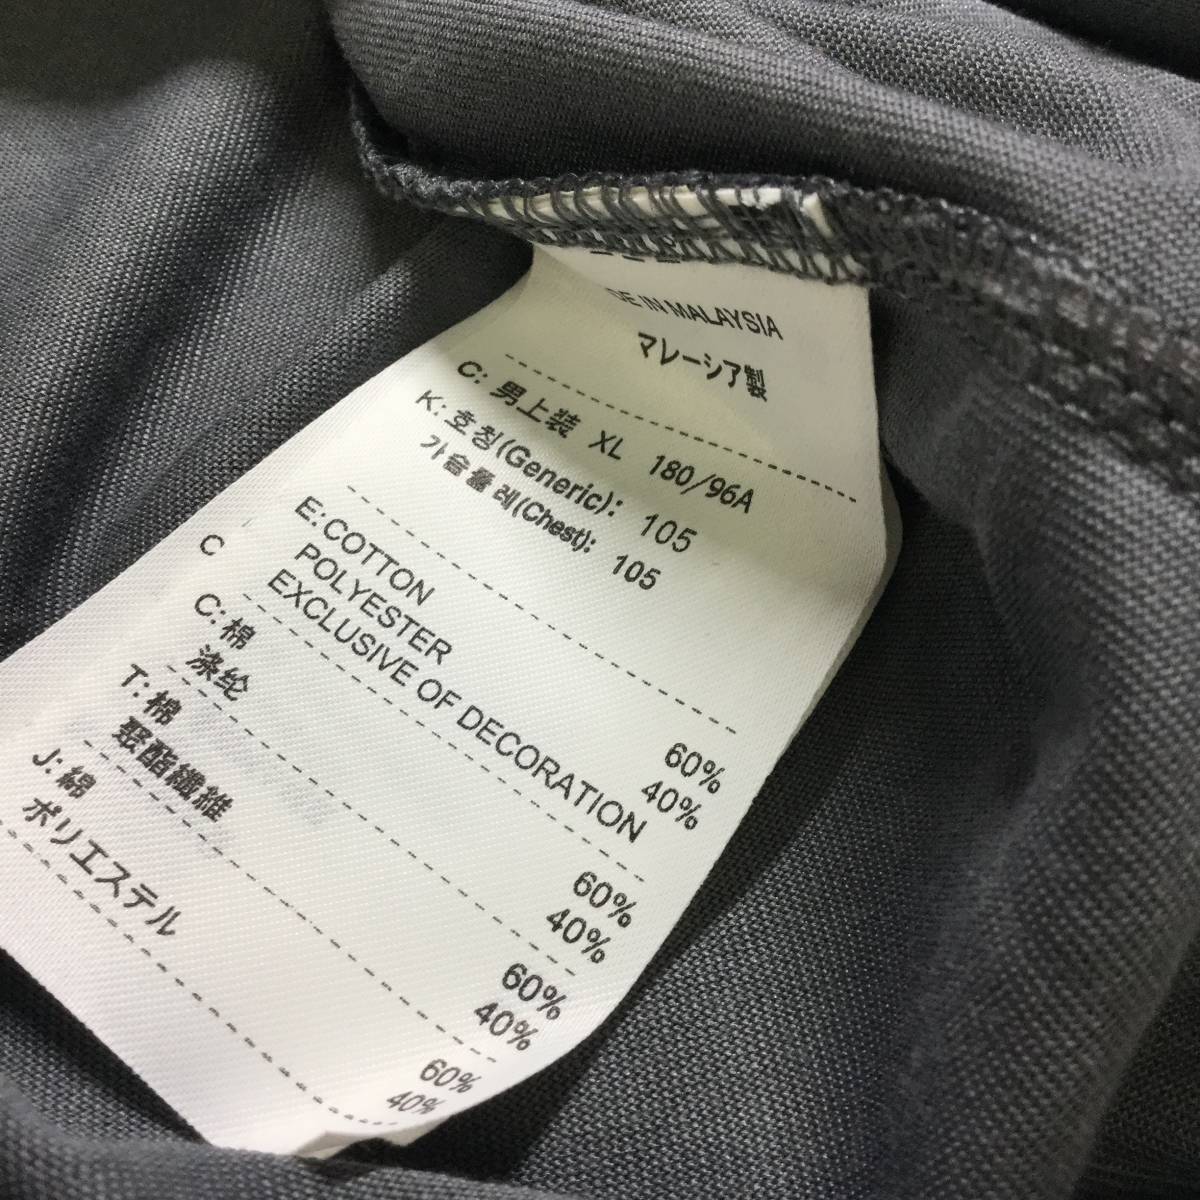 DE IN MALAYSIA
マレーシア製
C: 男上装 XL 180/96A
K: 호칭(Generic): 105
가슴둘레(Chest): 105
E: COTTON 60%
POLYESTER 40%
EXCLUSIVE OF DECORATION
C
C: 棉 60%
涤纶 40%
T: 棉 60%
聚酯纖維 40%
J: 綿 60%
ポリエステル 40%